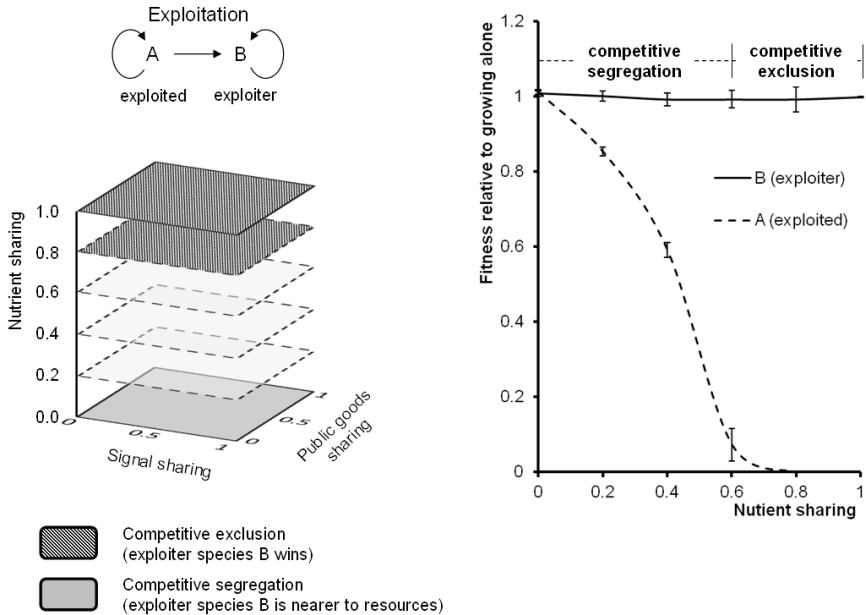 Exploitation
A
B
exploited
exploiter
Nutrient sharing
1.0
0.8
0.6
0.4
0.2
0.0
0
0.5
1
Signal sharing
0
0.5
1
Public goods
sharing
Competitive exclusion
(exploiter species B wins)
Competitive segregation
(exploiter species B is nearer to resources)
Fitness relative to growing alone
1.2
1
0.8
0.6
0.4
0.2
0
competitive
segregation
competitive
exclusion
B (exploiter)
A (exploited)
0
0.2
0.4
0.6
0.8
1
Nutient sharing